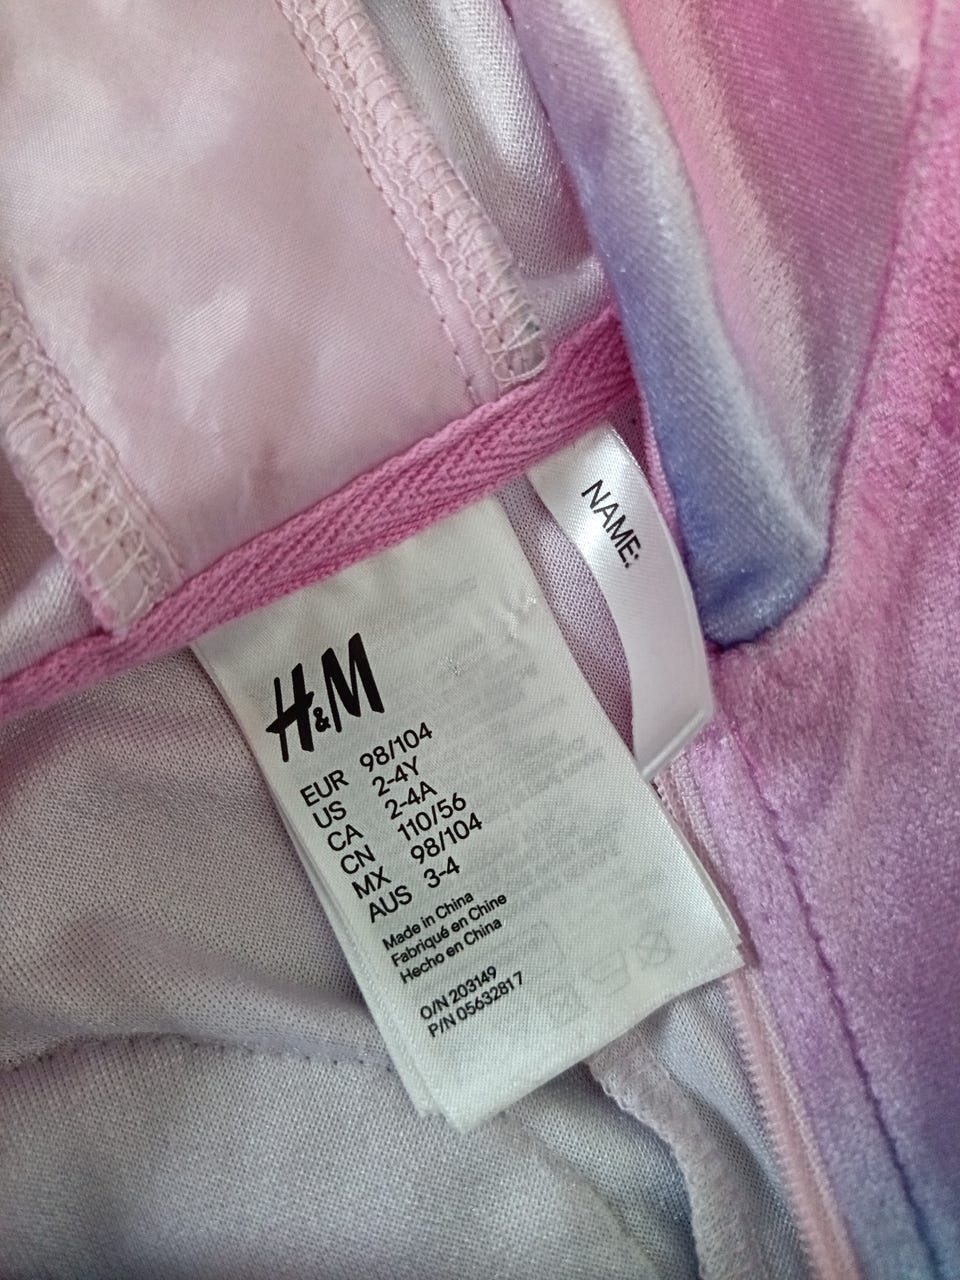 NAME:
H&M
EUR 98/104
US 2-4Y
CA 2-4A
CN 110/56
MX 98/104
AUS 3-4
Made in China
Fabriqué en Chine
Hecho en China
O/N 203149
P/N 05632817